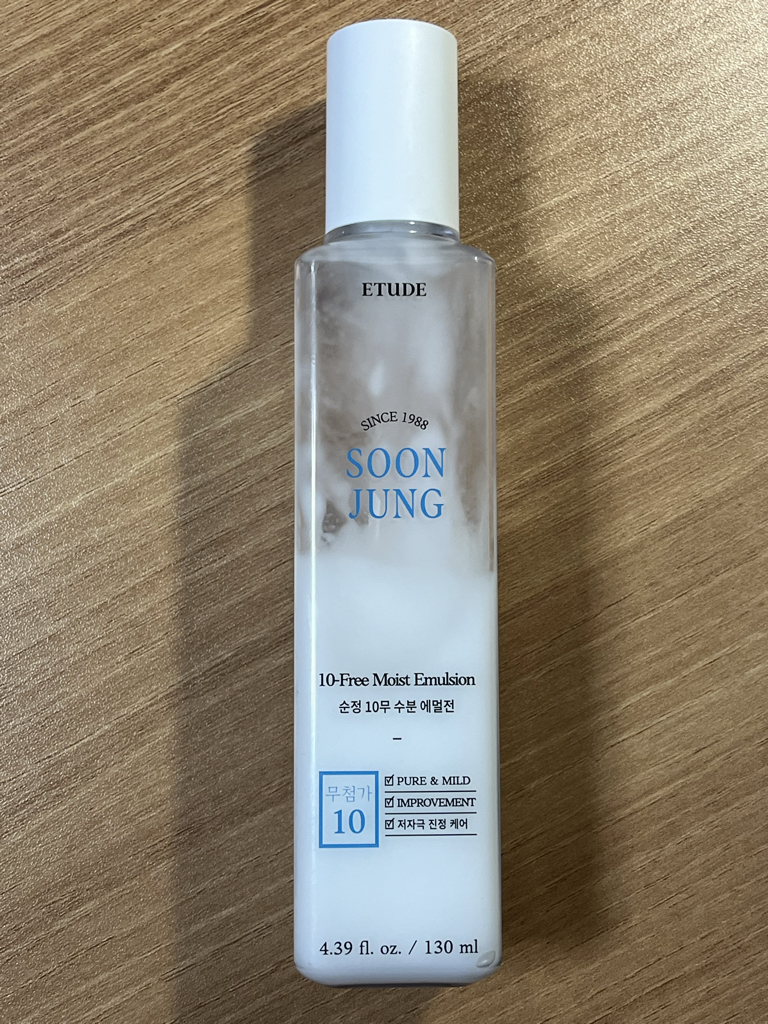 ETUDE
SINCE 1988
SOON
JUNG
10-Free Moist Emulsion
순정 10무 수분 에멀전
–
무첨가
10
☑ PURE & MILD
☑ IMPROVEMENT
☑ 저자극 진정 케어
4.39 fl. oz. / 130 ml